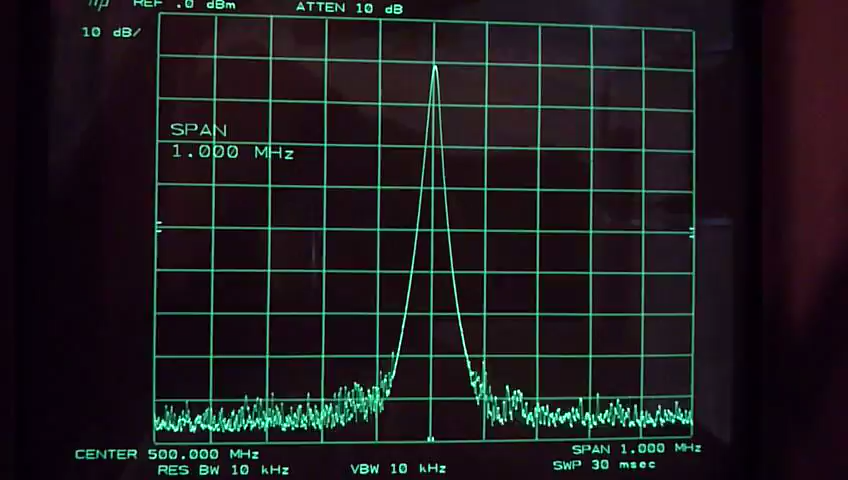 hp REF .0 dBm ATTEN 10 dB
10 dB/
SPAN
1.000 MHz
CENTER 500.000 MHz SPAN 1.000 MHz
RES BW 10 kHz VBW 10 kHz SWP 30 msec